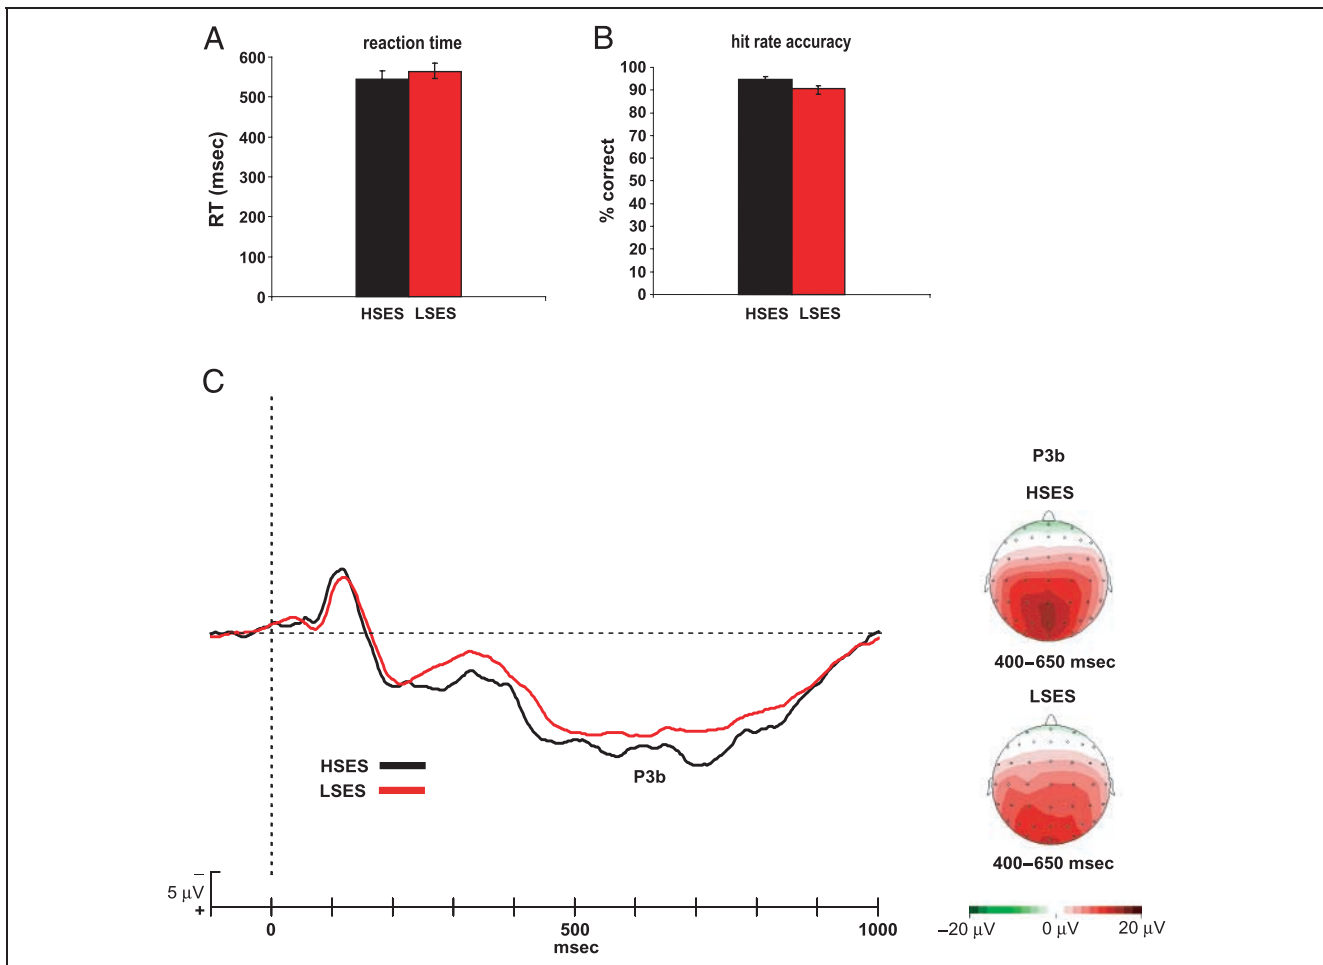 A
reaction time
600
500
400
300
200
100
0
RT (msec)
HSES LSES
B
hit rate accuracy
100
90
80
70
60
50
40
30
20
10
0
% correct
HSES LSES
C
HSES
LSES
P3b
–
5 μV
+
0
500
1000
msec
P3b
HSES
400–650 msec
LSES
400–650 msec
–20 μV
0 μV
20 μV